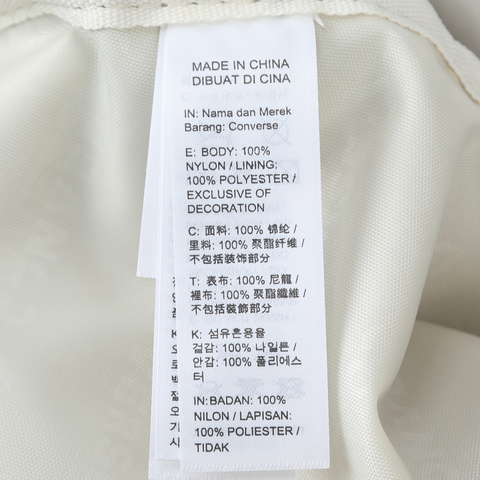 MADE IN CHINA
DIBUAT DI CINA
IN: Nama dan Merek
Barang: Converse
E: BODY: 100%
NYLON / LINING:
100% POLYESTER /
EXCLUSIVE OF
DECORATION
C: 面料: 100% 锦纶 /
里料: 100% 聚酯纤维 /
不包括装饰部分
T: 表布: 100% 尼龍 /
裡布: 100% 聚酯纖維 /
不包括裝飾部分
K: 섬유혼용율
겉감: 100% 나일론 /
안감: 100% 폴리에스
터
IN: BADAN: 100%
NILON / LAPISAN:
100% POLIESTER /
TIDAK